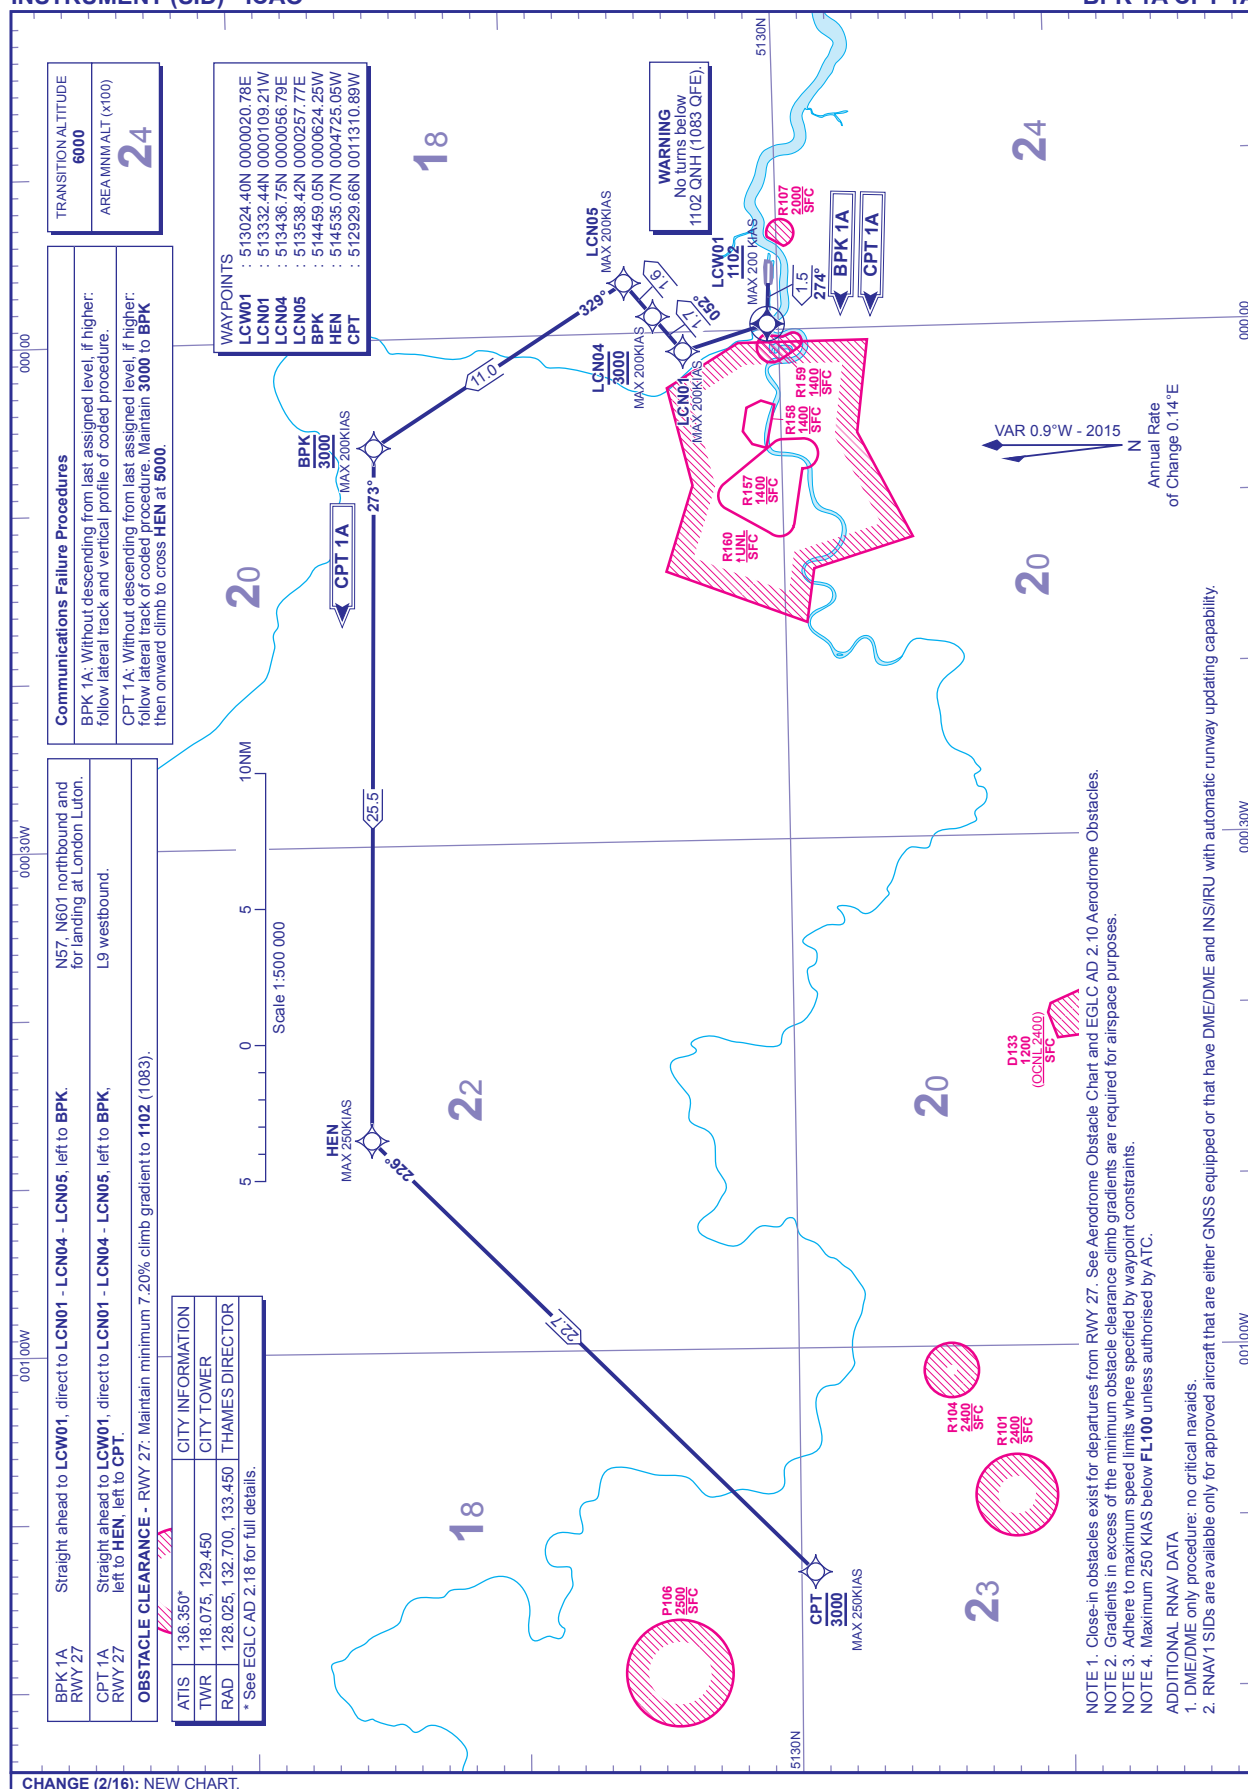 INSTRUMENT (SID) - ICAO
BPK 1A CPT 1A
BPK 1A
RWY 27
Straight ahead to LCW01, direct to LCN01 - LCN04 - LCN05, left to BPK.
N57, N601 northbound and
for landing at London Luton.
CPT 1A
RWY 27
Straight ahead to LCW01, direct to LCN01 - LCN04 - LCN05, left to BPK,
left to HEN, left to CPT.
L9 westbound.
OBSTACLE CLEARANCE - RWY 27: Maintain minimum 7.20% climb gradient to 1102 (1083).
ATIS 136.350* CITY INFORMATION
TWR 118.075, 129.450 CITY TOWER
RAD 128.025, 132.700, 133.450 THAMES DIRECTOR
* See EGLC AD 2.18 for full details.
Communications Failure Procedures
BPK 1A: Without descending from last assigned level, if higher:
follow lateral track and vertical profile of coded procedure.
CPT 1A: Without descending from last assigned level, if higher:
follow lateral track of coded procedure. Maintain 3000 to BPK
then onward climb to cross HEN at 5000.
TRANSITION ALTITUDE
6000
AREA MNM ALT (x100)
24
WAYPOINTS
LCW01 : 513024.40N 0000020.78E
LCN01 : 513332.44N 0000109.21W
LCN04 : 513436.75N 0000056.79E
LCN05 : 513538.42N 0000257.77E
BPK : 514459.05N 0000624.25W
HEN : 514535.07N 0004725.05W
CPT : 512929.66N 0011310.89W
WARNING
No turns below
1102 QNH (1083 QFE).
00100W
00030W
000.00
5
0
5
10NM
Scale 1:500 000
20
18
22
18
24
20
20
23
HEN
MAX 250KIAS
226°
22.7
25.5
273°
CPT 1A
BPK
3000
MAX 200KIAS
11.0
329°
LCN05
MAX 200KIAS
1.6
LCN04
3000
MAX 200KIAS
1.7
052°
LCN01
MAX 200KIAS
LCW01
1102
MAX 200 KIAS
1.5
274°
BPK 1A
CPT 1A
R107
2000
SFC
R159
1400
SFC
R158
1400
SFC
R157
1400
SFC
R160
↑UNL
SFC
CPT
3000
MAX 250KIAS
P106
2500
SFC
R104
2400
SFC
R101
2400
SFC
D133
1200
(OCNL 2400)
SFC
5130N
5130N
VAR 0.9°W - 2015
N
Annual Rate
of Change 0.14°E
00100W
00030W
000.00
NOTE 1. Close-in obstacles exist for departures from RWY 27. See Aerodrome Obstacle Chart and EGLC AD 2.10 Aerodrome Obstacles.
NOTE 2. Gradients in excess of the minimum obstacle clearance climb gradients are required for airspace purposes.
NOTE 3. Adhere to maximum speed limits where specified by waypoint constraints.
NOTE 4. Maximum 250 KIAS below FL100 unless authorised by ATC.
ADDITIONAL RNAV DATA
1. DME/DME only procedure: no critical navaids.
2. RNAV1 SIDs are available only for approved aircraft that are either GNSS equipped or that have DME/DME and INS/IRU with automatic runway updating capability.
CHANGE (2/16): NEW CHART.